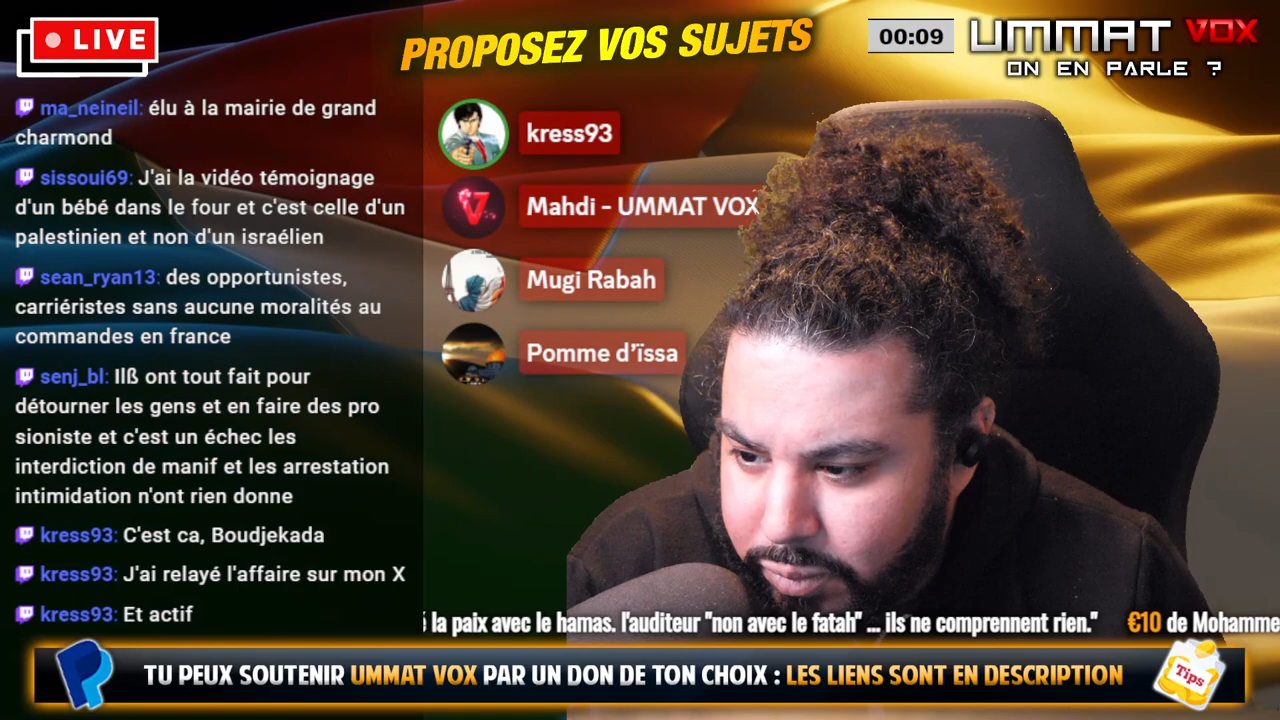 LIVE
PROPOSEZ VOS SUJETS
00:09
UMMAT VOX
ON EN PARLE ?
ma_neineil: élu à la mairie de grand
charmond
sissoui69: J'ai la vidéo témoignage
d'un bébé dans le four et c'est celle d'un
palestinien et non d'un israélien
sean_ryan13: des opportunistes,
carriéristes sans aucune moralités au
commandes en france
senj_bl: Ilß ont tout fait pour
détourner les gens et en faire des pro
sioniste et c'est un échec les
interdiction de manif et les arrestation
intimidation n'ont rien donne
kress93: C'est ca, Boudjekada
kress93: J'ai relayé l'affaire sur mon X
kress93: Et actif
kress93
Mahdi - UMMAT VOX
Mugi Rabah
Pomme d'ïssa
la paix avec le hamas. l'auditeur "non avec le fatah" ... ils ne comprennent rien." €10 de Mohamme
TU PEUX SOUTENIR UMMAT VOX PAR UN DON DE TON CHOIX : LES LIENS SONT EN DESCRIPTION
Tips